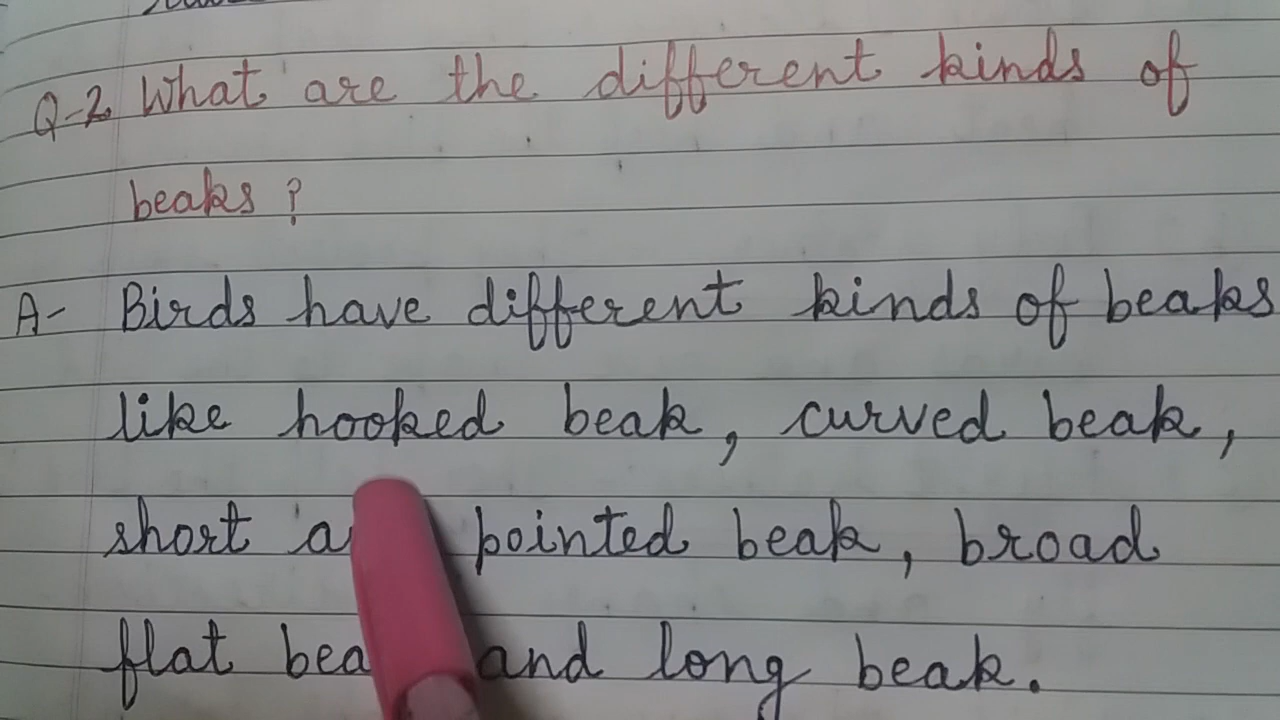 Q-2 What are the different kinds of
beaks?
A- Birds have different kinds of beaks
like hooked beak, curved beak,
short a pointed beak, broad
flat bea and long beak.